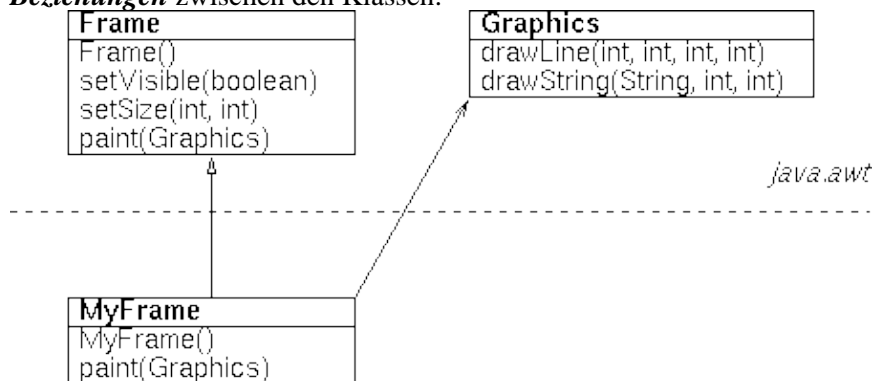 Beziehungen zwischen den Klassen:
Frame
Frame()
setVisible(boolean)
setSize(int, int)
paint(Graphics)
Graphics
drawLine(int, int, int, int)
drawString(String, int, int)
java.awt
MyFrame
MyFrame()
paint(Graphics)